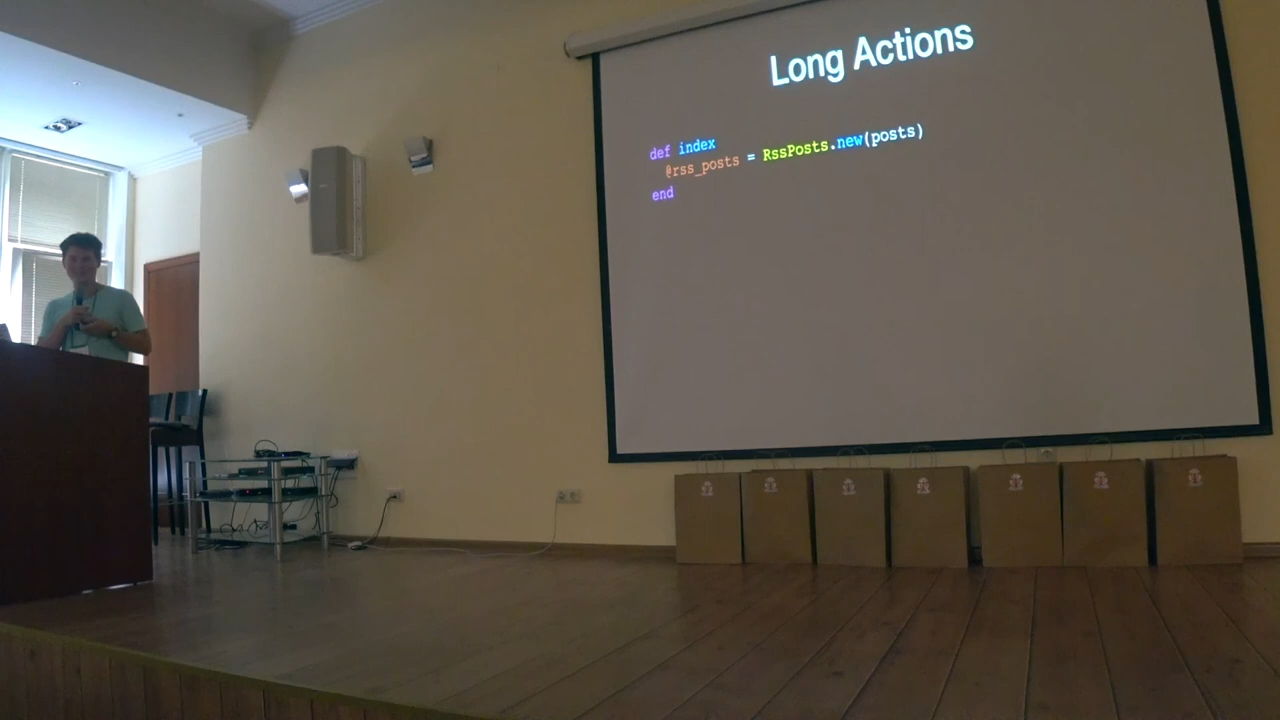 Long Actions
def index
@rss_posts = RssPosts.new(posts)
end